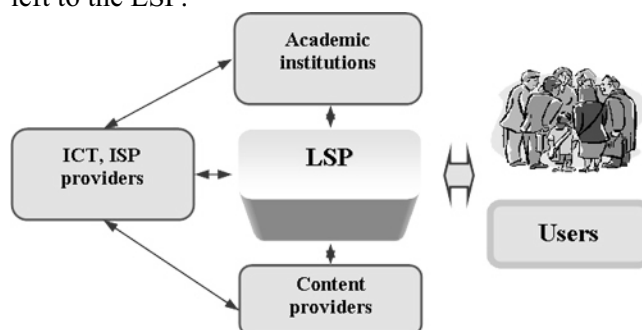 left to the LSP.
Academic
institutions
ICT, ISP
providers
LSP
Users
Content
providers